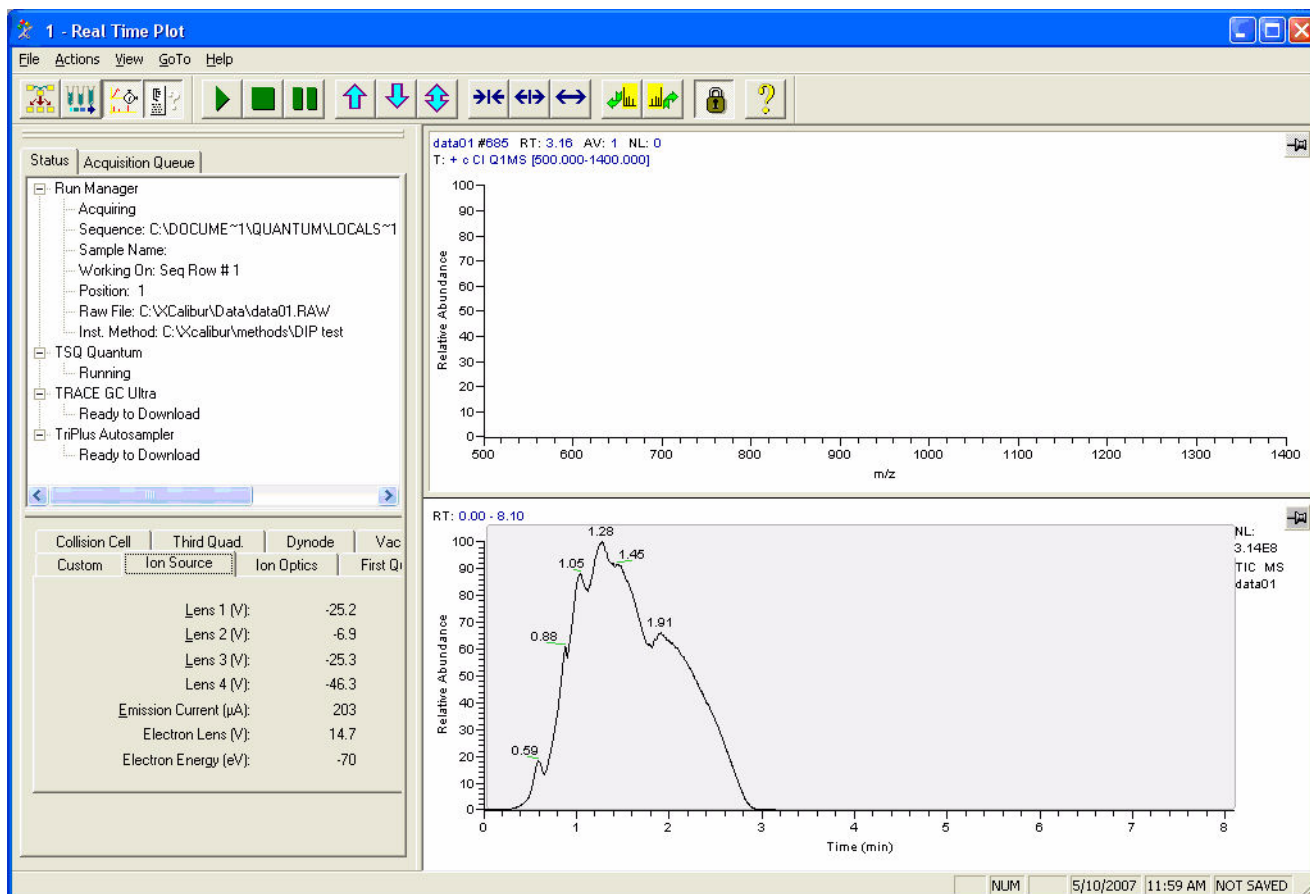 1 - Real Time Plot
File Actions View GoTo Help
Status Acquisition Queue
Run Manager
Acquiring
Sequence: C:\DOCUME~1\QUANTUM\LOCALS~1
Sample Name:
Working On: Seq Row # 1
Position: 1
Raw File: C:\XCalibur\Data\data01.RAW
Inst. Method: C:\Xcalibur\methods\DIP test
TSQ Quantum
Running
TRACE GC Ultra
Ready to Download
TriPlus Autosampler
Ready to Download
Collision Cell Third Quad. Dynode Vac
Custom Ion Source Ion Optics First Q
Lens 1 (V): -25.2
Lens 2 (V): -6.9
Lens 3 (V): -25.3
Lens 4 (V): -46.3
Emission Current (µA): 203
Electron Lens (V): 14.7
Electron Energy (eV): -70
data01 #685 RT: 3.16 AV: 1 NL: 0
T: + c CI Q1MS [500.000-1400.000]
100
90
80
70
60
50
40
30
20
10
0
Relative Abundance
500 600 700 800 900 1000 1100 1200 1300 1400
m/z
RT: 0.00 - 8.10
NL:
3.14E8
TIC MS
data01
100
90
80
70
60
50
40
30
20
10
0
Relative Abundance
1.28
1.05
1.45
0.88
1.91
0.59
0 1 2 3 4 5 6 7 8
Time (min)
NUM 5/10/2007 11:59 AM NOT SAVED